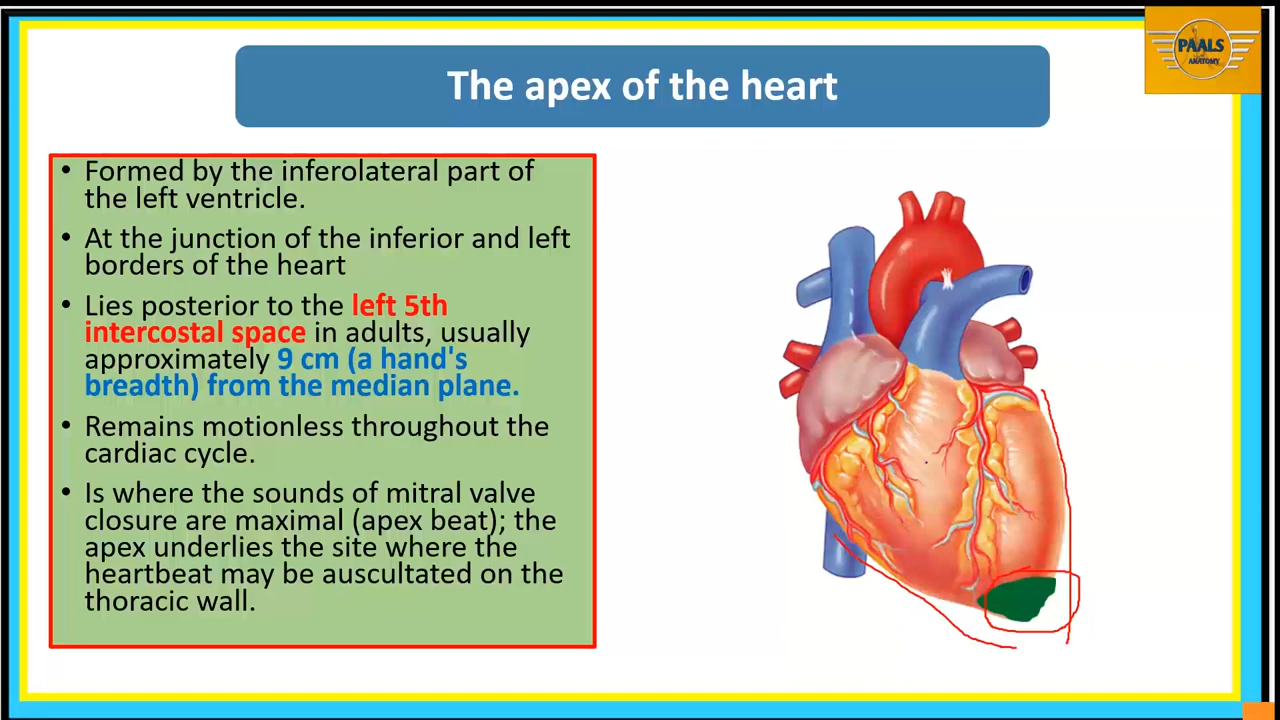 PAALS
ANATOMY
The apex of the heart
• Formed by the inferolateral part of
the left ventricle.
• At the junction of the inferior and left
borders of the heart
• Lies posterior to the left 5th
intercostal space in adults, usually
approximately 9 cm (a hand's
breadth) from the median plane.
• Remains motionless throughout the
cardiac cycle.
• Is where the sounds of mitral valve
closure are maximal (apex beat); the
apex underlies the site where the
heartbeat may be auscultated on the
thoracic wall.